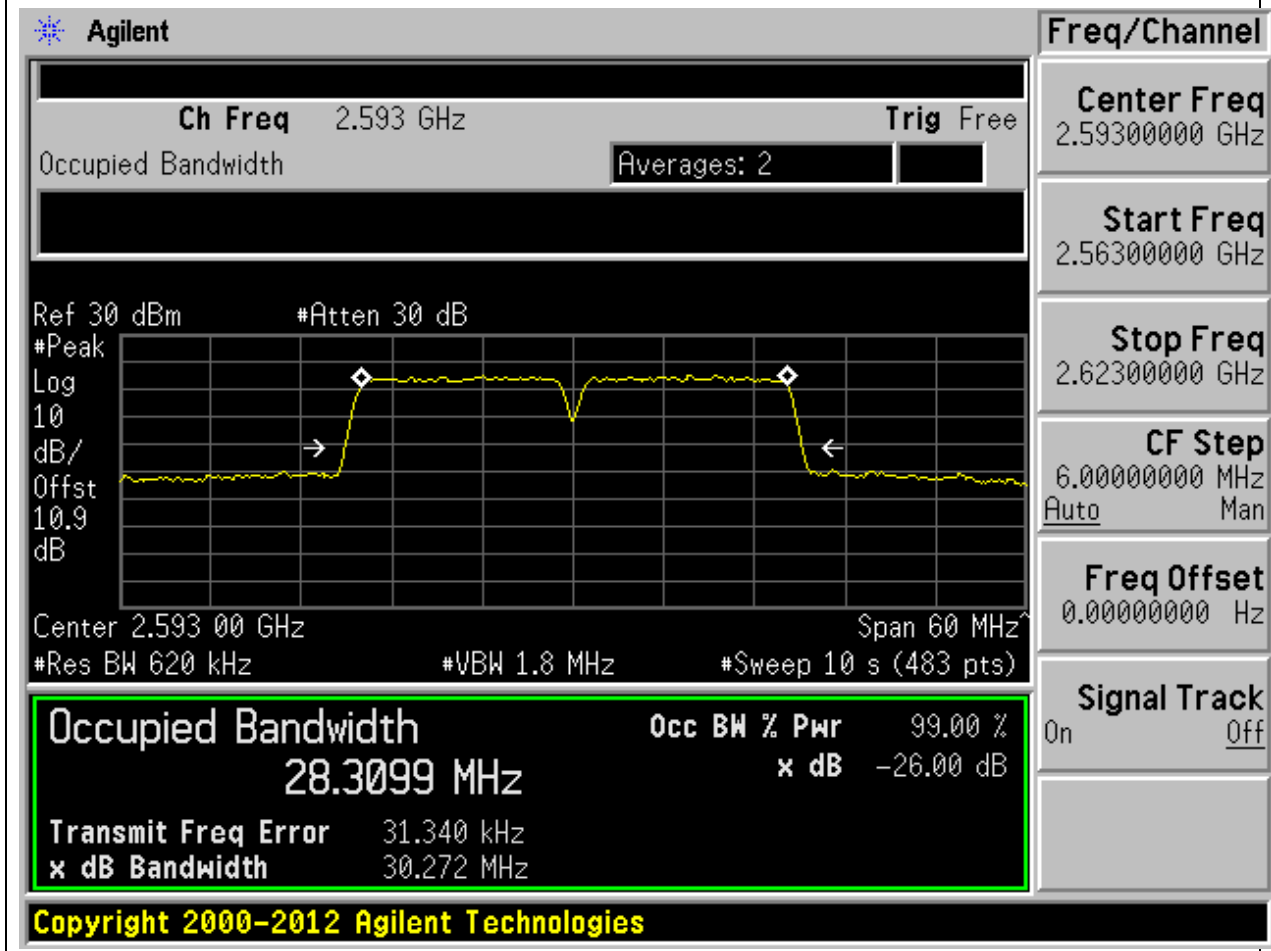 Agilent
Freq/Channel
Ch Freq 2.593 GHz Trig Free
Occupied Bandwidth Averages: 2
Center Freq
2.59300000 GHz
Start Freq
2.56300000 GHz
Stop Freq
2.62300000 GHz
CF Step
6.00000000 MHz
Auto Man
Freq Offset
0.00000000 Hz
Signal Track
On Off
Ref 30 dBm #Atten 30 dB
#Peak
Log
10
dB/
Offst
10.9
dB
Center 2.593 00 GHz Span 60 MHz^
#Res BW 620 kHz #VBW 1.8 MHz #Sweep 10 s (483 pts)
Occupied Bandwidth Occ BW % Pwr 99.00 %
28.3099 MHz x dB -26.00 dB
Transmit Freq Error 31.340 kHz
x dB Bandwidth 30.272 MHz
Copyright 2000-2012 Agilent Technologies